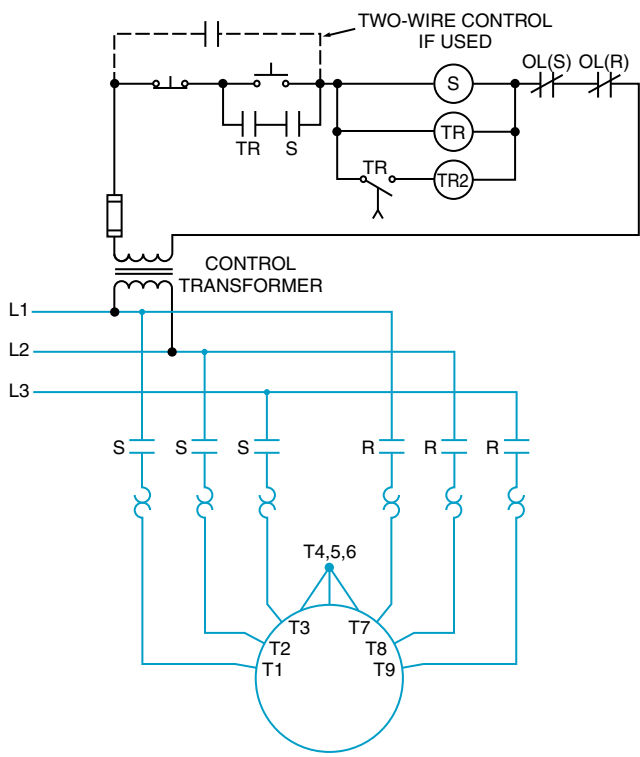 TWO-WIRE CONTROL
IF USED
OL(S) OL(R)
S
TR S
TR
TR
TR2
CONTROL
TRANSFORMER
L1
L2
L3
S S S R R R
T4,5,6
T3 T7
T2 T8
T1 T9